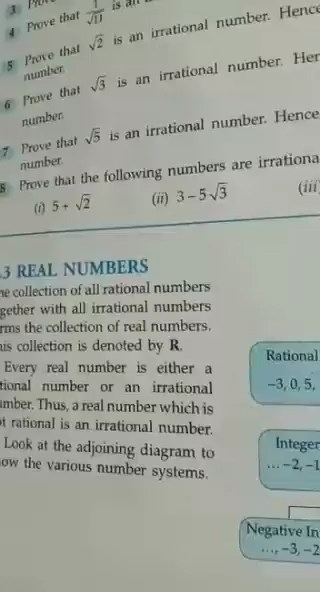 3
4 Prove that 1/√11 is an
5 Prove that √2 is an irrational number. Hence
number.
6 Prove that √3 is an irrational number. Her
number.
7 Prove that √5 is an irrational number. Hence
number.
8 Prove that the following numbers are irrationa
(i) 5 + √2 (ii) 3 – 5√3 (iii)
.3 REAL NUMBERS
he collection of all rational numbers
gether with all irrational numbers
rms the collection of real numbers.
is collection is denoted by R.
Every real number is either a
tional number or an irrational
umber. Thus, a real number which is
t rational is an irrational number.
Look at the adjoining diagram to
ow the various number systems.
Rational
–3, 0, 5,
Integer
... –2, –1
Negative In
..., –3, –2